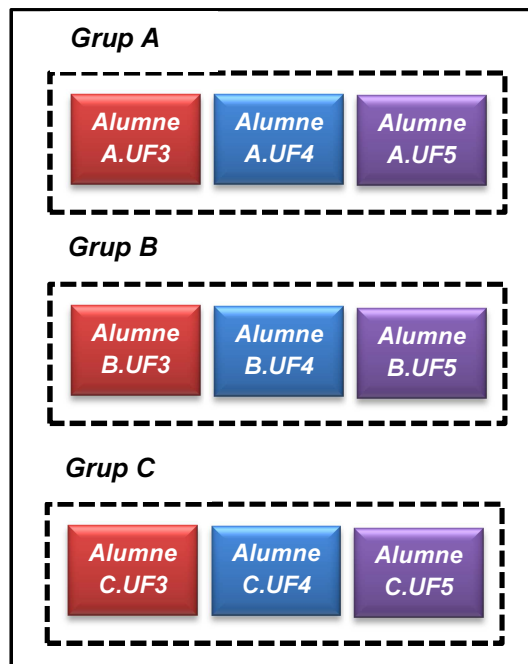 Grup A
Alumne
A.UF3
Alumne
A.UF4
Alumne
A.UF5
Grup B
Alumne
B.UF3
Alumne
B.UF4
Alumne
B.UF5
Grup C
Alumne
C.UF3
Alumne
C.UF4
Alumne
C.UF5